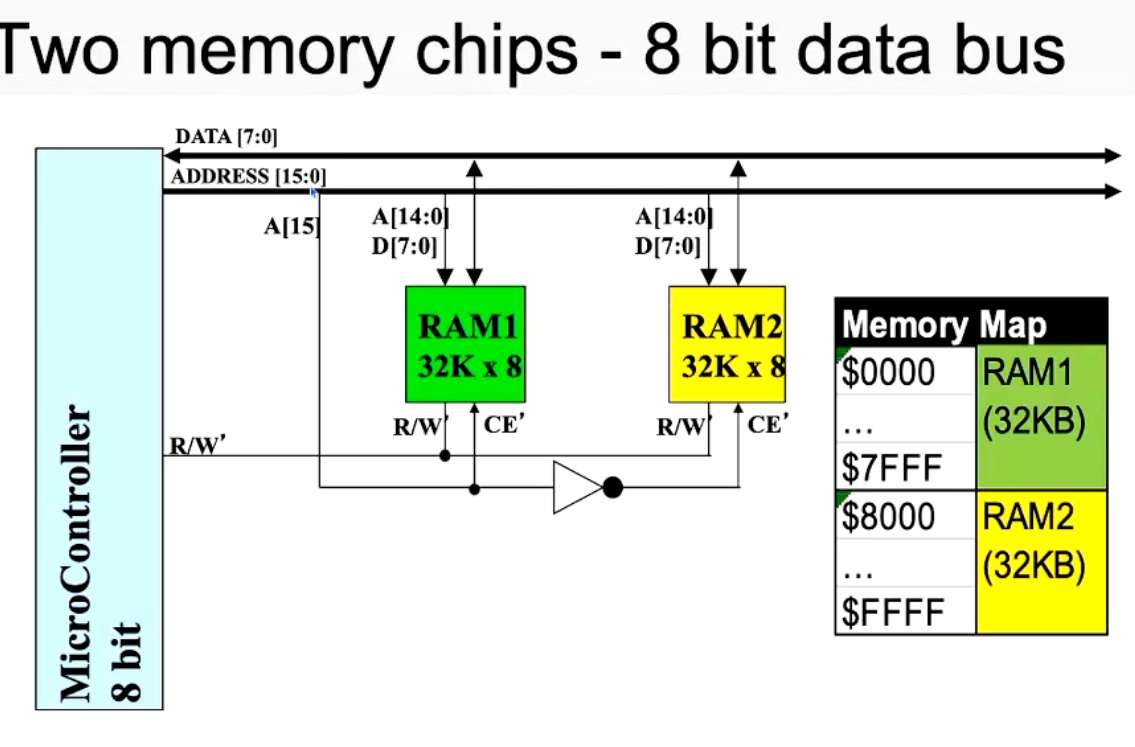 Two memory chips - 8 bit data bus
DATA [7:0]
ADDRESS [15:0]
A[15]
A[14:0]
D[7:0]
A[14:0]
D[7:0]
RAM1
32K x 8
RAM2
32K x 8
R/W'
CE'
R/W'
CE'
R/W'
MicroController
8 bit
Memory Map
$0000
RAM1
...
(32KB)
$7FFF
$8000
RAM2
...
(32KB)
$FFFF